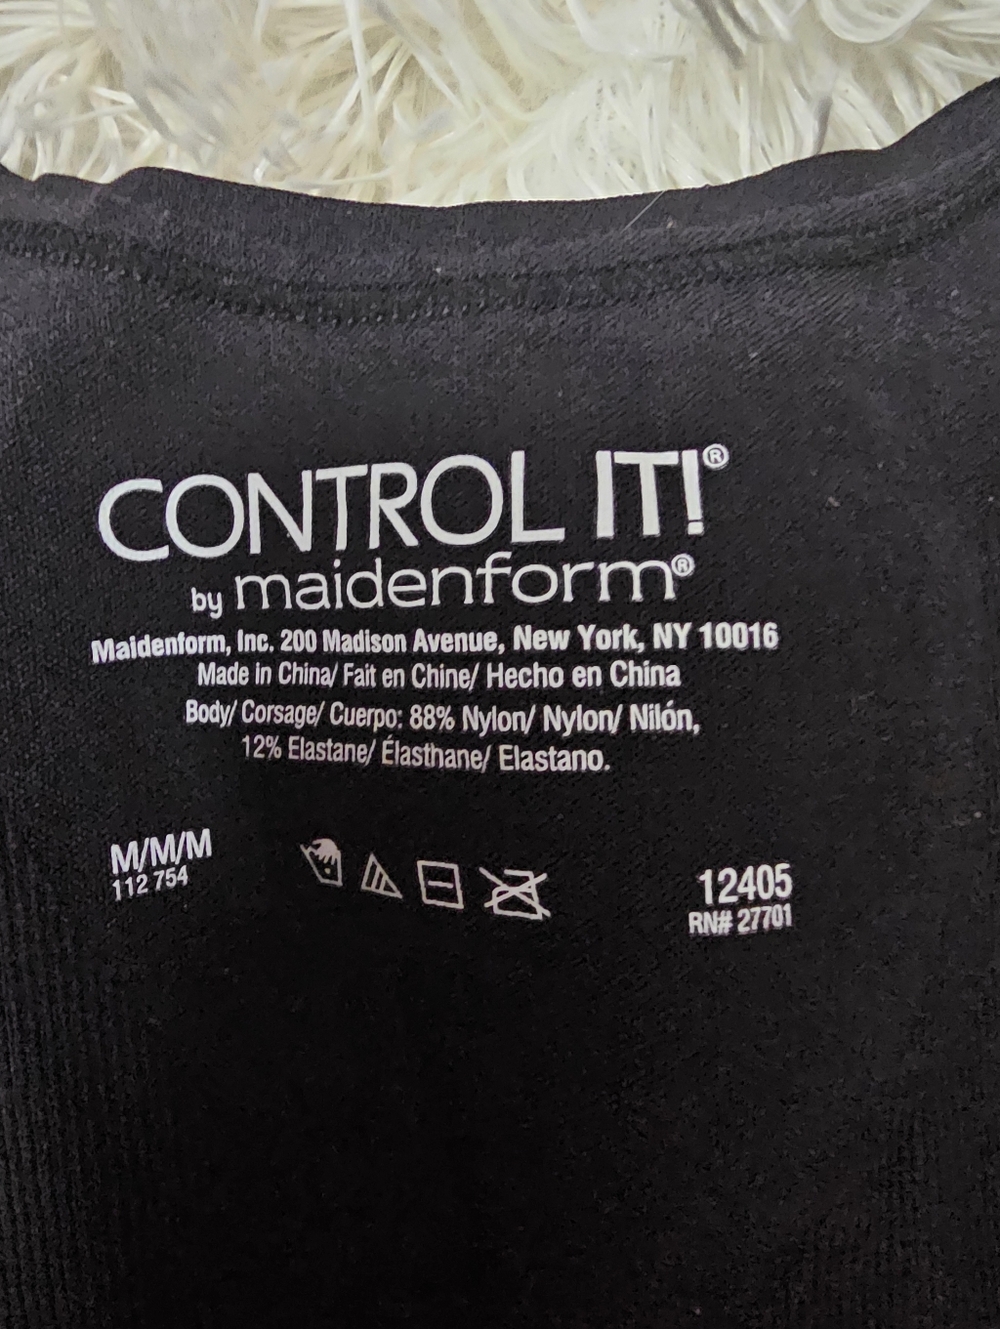 CONTROL IT!®
by maidenform®
Maidenform, Inc. 200 Madison Avenue, New York, NY 10016
Made in China/ Fait en Chine/ Hecho en China
Body/ Corsage/ Cuerpo: 88% Nylon/ Nylon/ Nilón,
12% Elastane/ Élasthane/ Elastano.
M/M/M
112 754
12405
RN# 27701